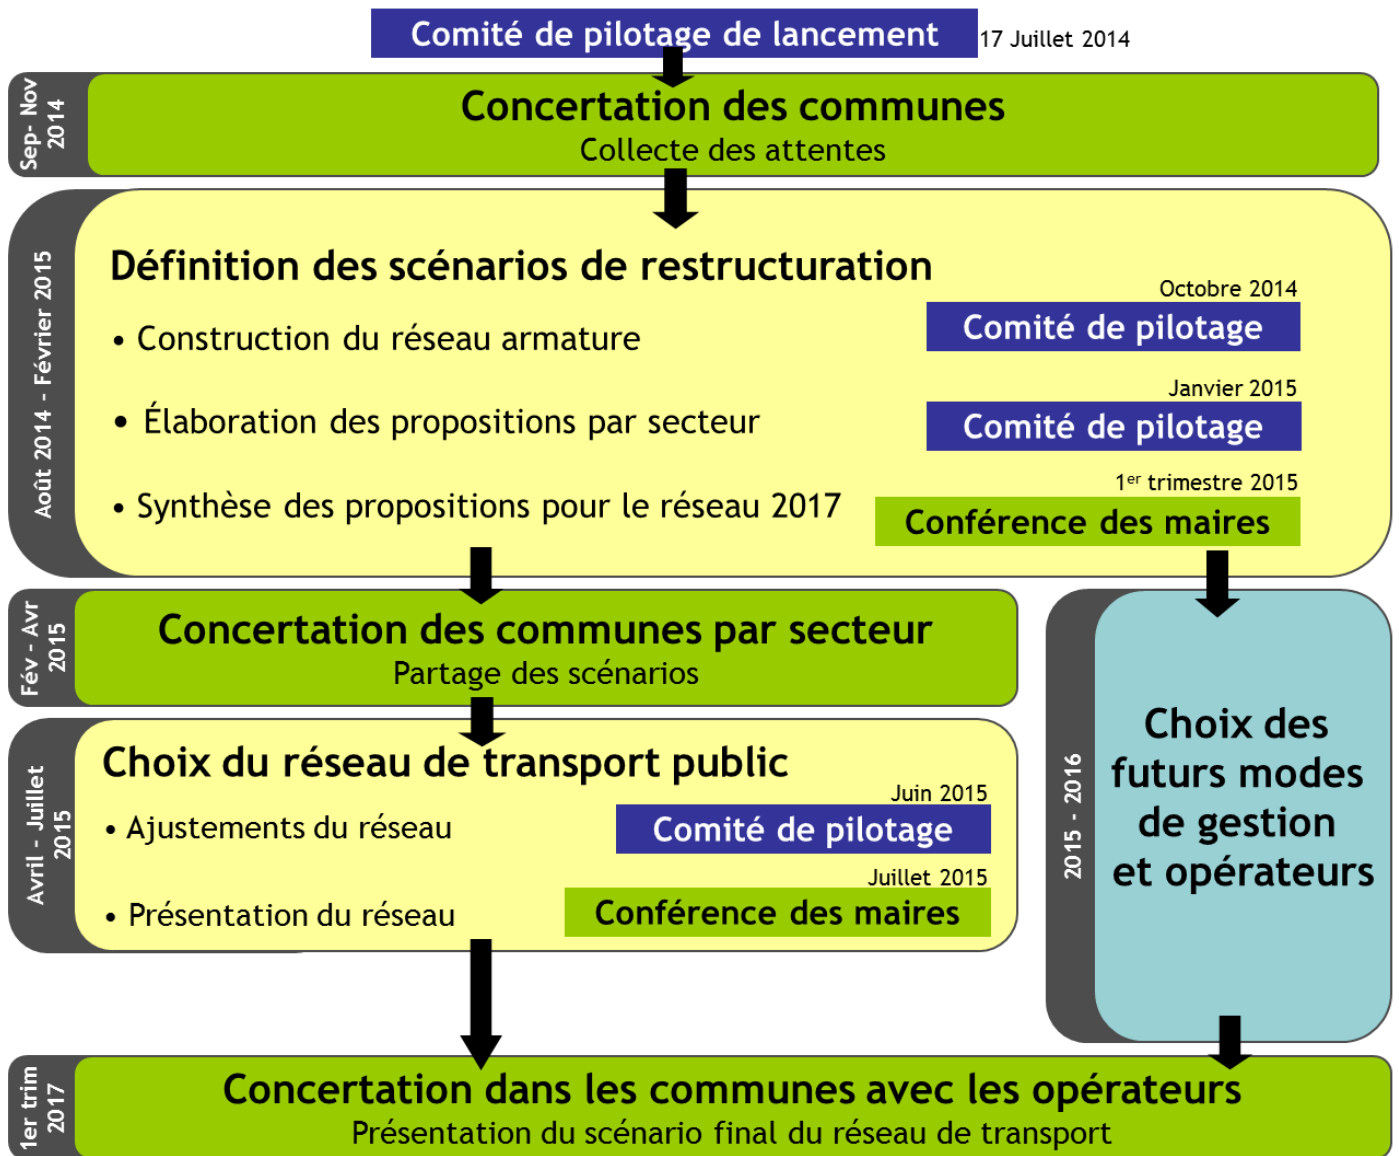 Comité de pilotage de lancement
17 Juillet 2014
Sep- Nov
2014
Concertation des communes
Collecte des attentes
Août 2014 - Février 2015
Définition des scénarios de restructuration
Octobre 2014
Comité de pilotage
• Construction du réseau armature
Janvier 2015
Comité de pilotage
• Élaboration des propositions par secteur
1er trimestre 2015
Conférence des maires
• Synthèse des propositions pour le réseau 2017
Fév - Avr
2015
Concertation des communes par secteur
Partage des scénarios
Avril - Juillet
2015
Choix du réseau de transport public
Juin 2015
• Ajustements du réseau
Comité de pilotage
Juillet 2015
• Présentation du réseau
Conférence des maires
2015 - 2016
Choix des
futurs modes
de gestion
et opérateurs
1er trim
2017
Concertation dans les communes avec les opérateurs
Présentation du scénario final du réseau de transport